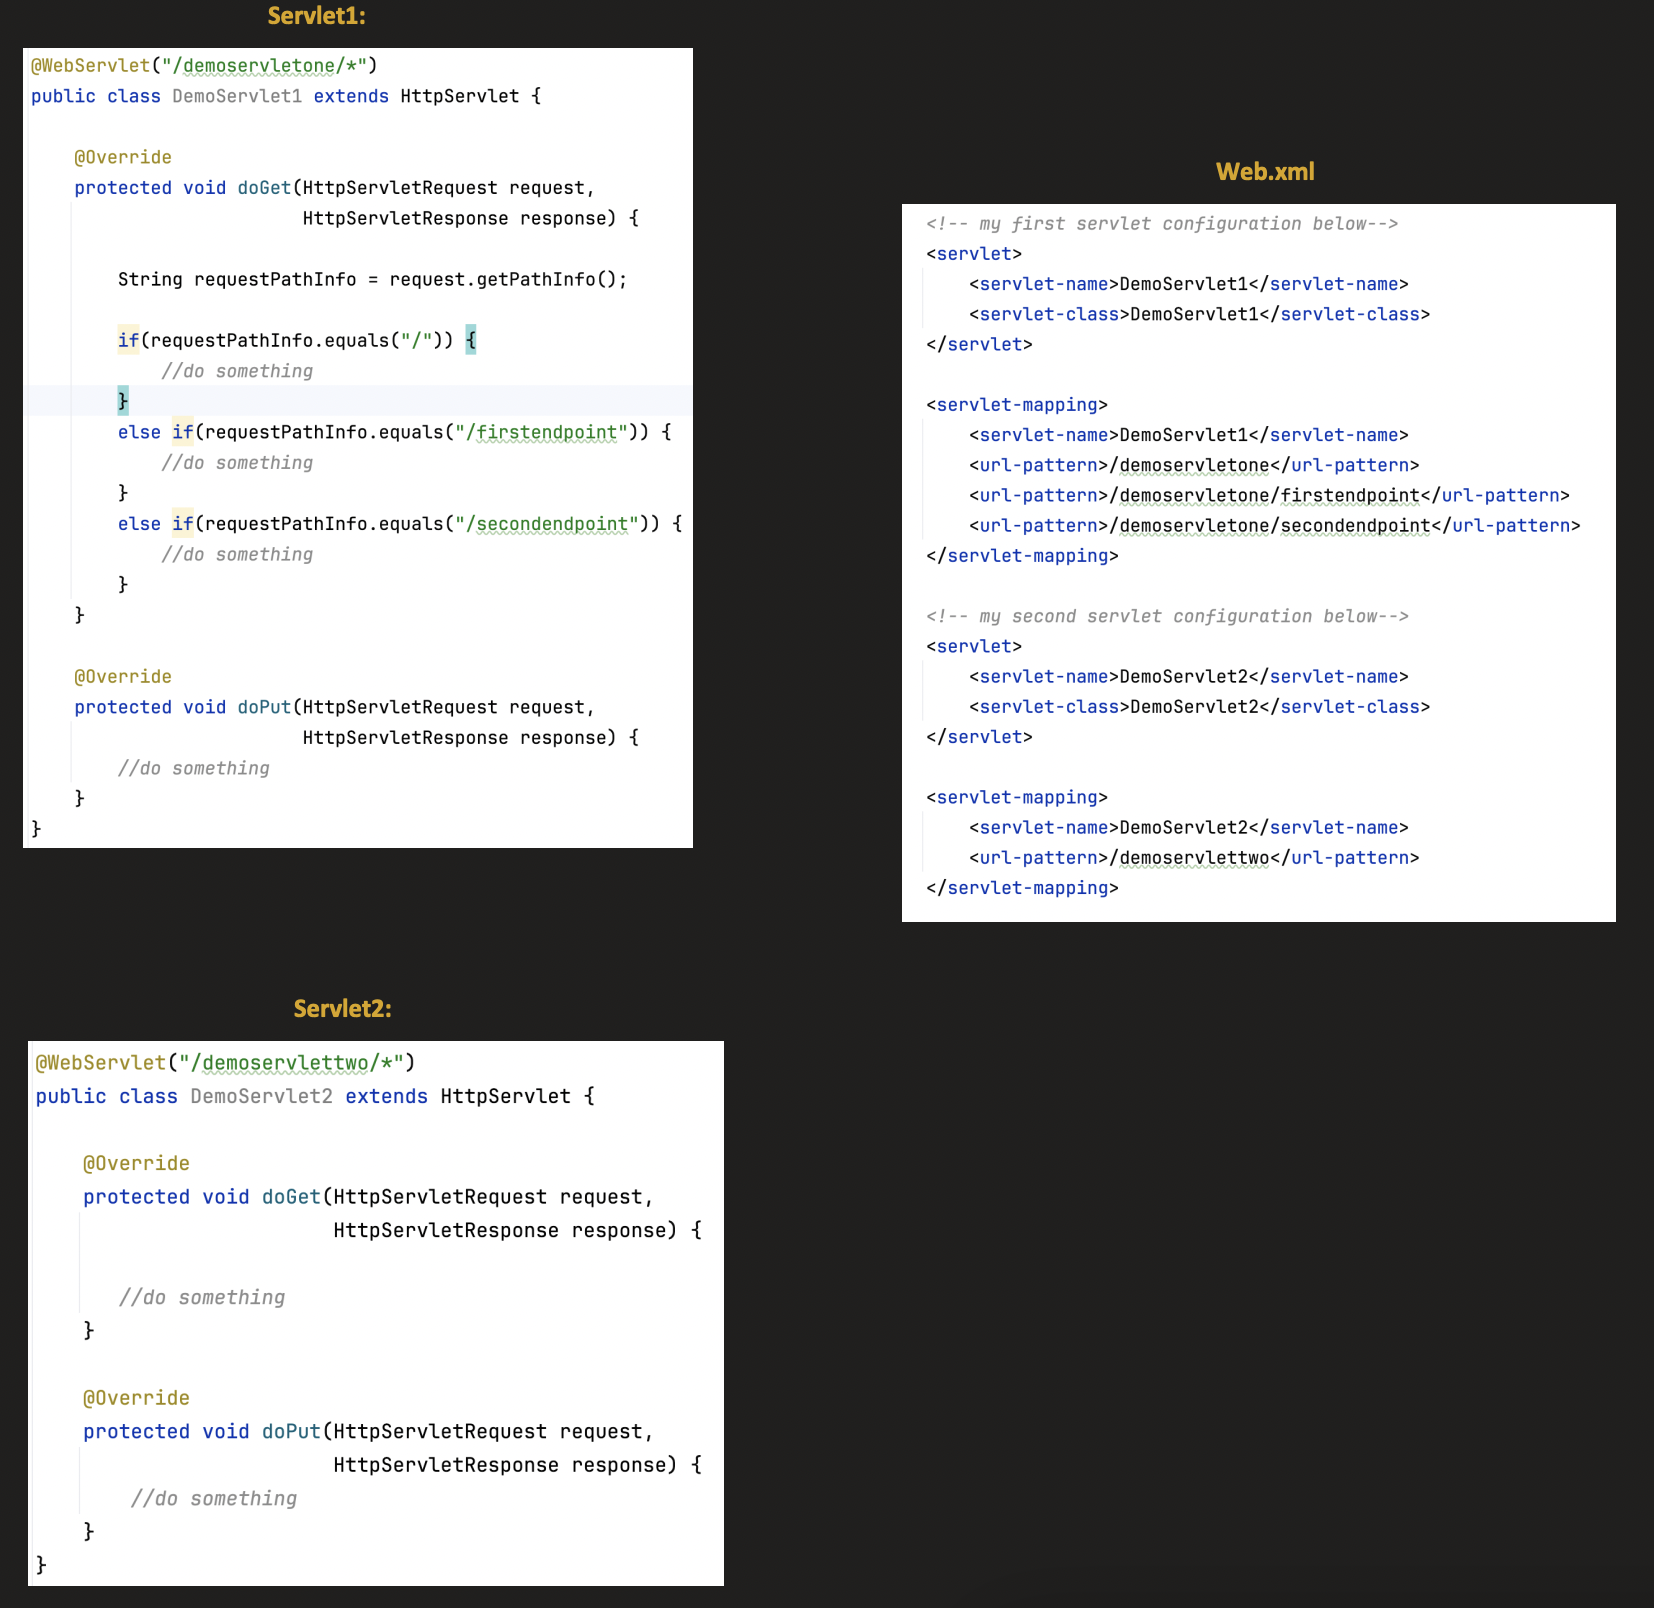 Servlet1:
@WebServlet("/demoservletone/*")
public class DemoServlet1 extends HttpServlet {
@Override
protected void doGet(HttpServletRequest request,
HttpServletResponse response) {
String requestPathInfo = request.getPathInfo();
if(requestPathInfo.equals("/")) {
//do something
}
else if(requestPathInfo.equals("/firstendpoint")) {
//do something
}
else if(requestPathInfo.equals("/secondendpoint")) {
//do something
}
}
@Override
protected void doPut(HttpServletRequest request,
HttpServletResponse response) {
//do something
}
}
Web.xml
<!-- my first servlet configuration below-->
<servlet>
<servlet-name>DemoServlet1</servlet-name>
<servlet-class>DemoServlet1</servlet-class>
</servlet>
<servlet-mapping>
<servlet-name>DemoServlet1</servlet-name>
<url-pattern>/demoservletone</url-pattern>
<url-pattern>/demoservletone/firstendpoint</url-pattern>
<url-pattern>/demoservletone/secondendpoint</url-pattern>
</servlet-mapping>
<!-- my second servlet configuration below-->
<servlet>
<servlet-name>DemoServlet2</servlet-name>
<servlet-class>DemoServlet2</servlet-class>
</servlet>
<servlet-mapping>
<servlet-name>DemoServlet2</servlet-name>
<url-pattern>/demoservlettwo</url-pattern>
</servlet-mapping>
Servlet2:
@WebServlet("/demoservlettwo/*")
public class DemoServlet2 extends HttpServlet {
@Override
protected void doGet(HttpServletRequest request,
HttpServletResponse response) {
//do something
}
@Override
protected void doPut(HttpServletRequest request,
HttpServletResponse response) {
//do something
}
}